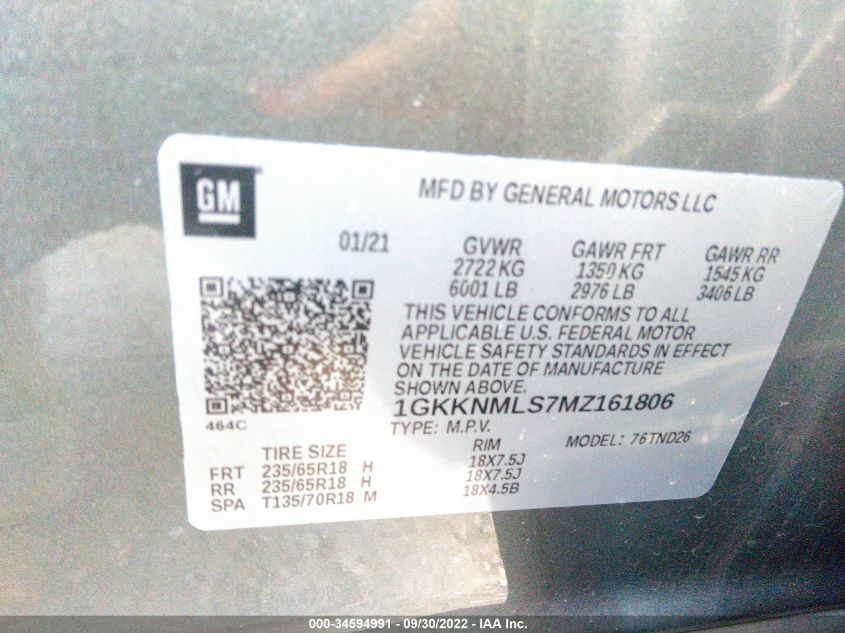 GM
MFD BY GENERAL MOTORS LLC
01/21 GVWR GAWR FRT GAWR RR
2722 KG 1350 KG 1545 KG
6001 LB 2976 LB 3406 LB
THIS VEHICLE CONFORMS TO ALL
APPLICABLE U.S. FEDERAL MOTOR
VEHICLE SAFETY STANDARDS IN EFFECT
ON THE DATE OF MANUFACTURE
SHOWN ABOVE.
1GKKNMLS7MZ161806
464C
TYPE: M.P.V. MODEL: 76TND26
TIRE SIZE RIM
FRT 235/65R18 H 18X7.5J
RR 235/65R18 H 18X7.5J
SPA T135/70R18 M 18X4.5B
000-34594991 - 09/30/2022 - IAA Inc.